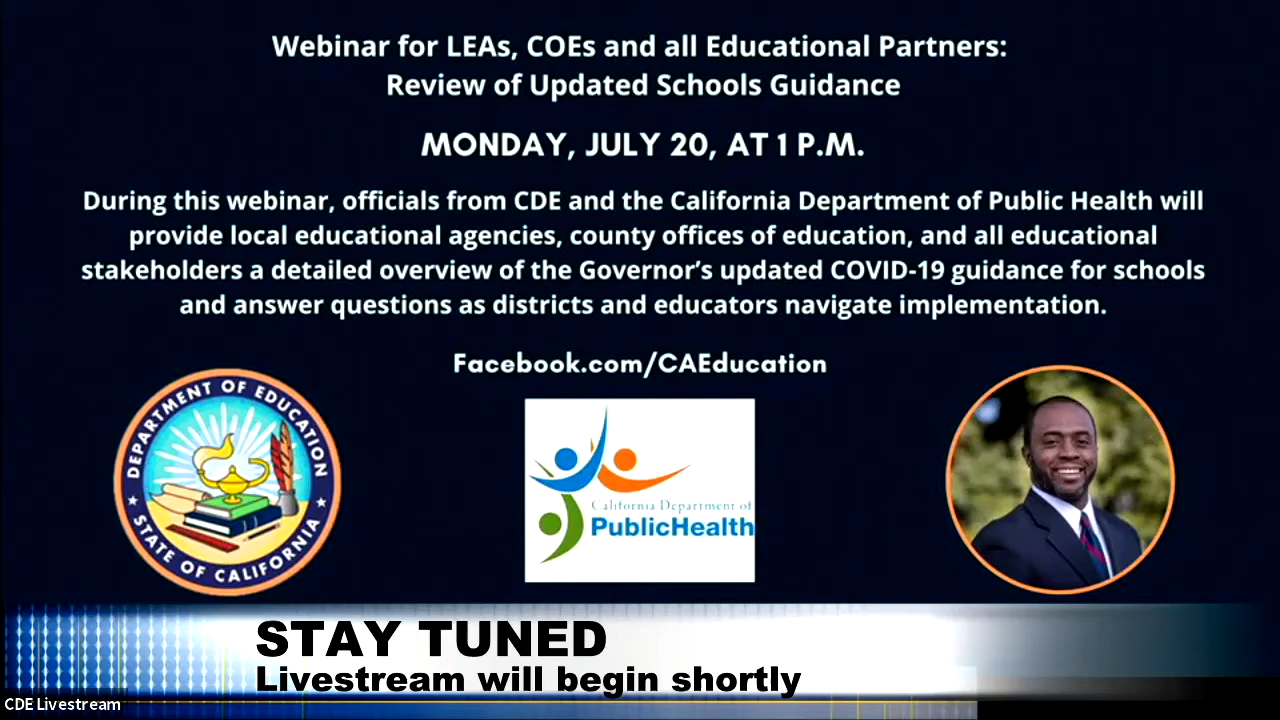 Webinar for LEAs, COEs and all Educational Partners:
Review of Updated Schools Guidance
MONDAY, JULY 20, AT 1 P.M.
During this webinar, officials from CDE and the California Department of Public Health will
provide local educational agencies, county offices of education, and all educational
stakeholders a detailed overview of the Governor's updated COVID-19 guidance for schools
and answer questions as districts and educators navigate implementation.
Facebook.com/CAEducation
DEPARTMENT OF EDUCATION
STATE OF CALIFORNIA
California Department of
PublicHealth
STAY TUNED
Livestream will begin shortly
CDE Livestream